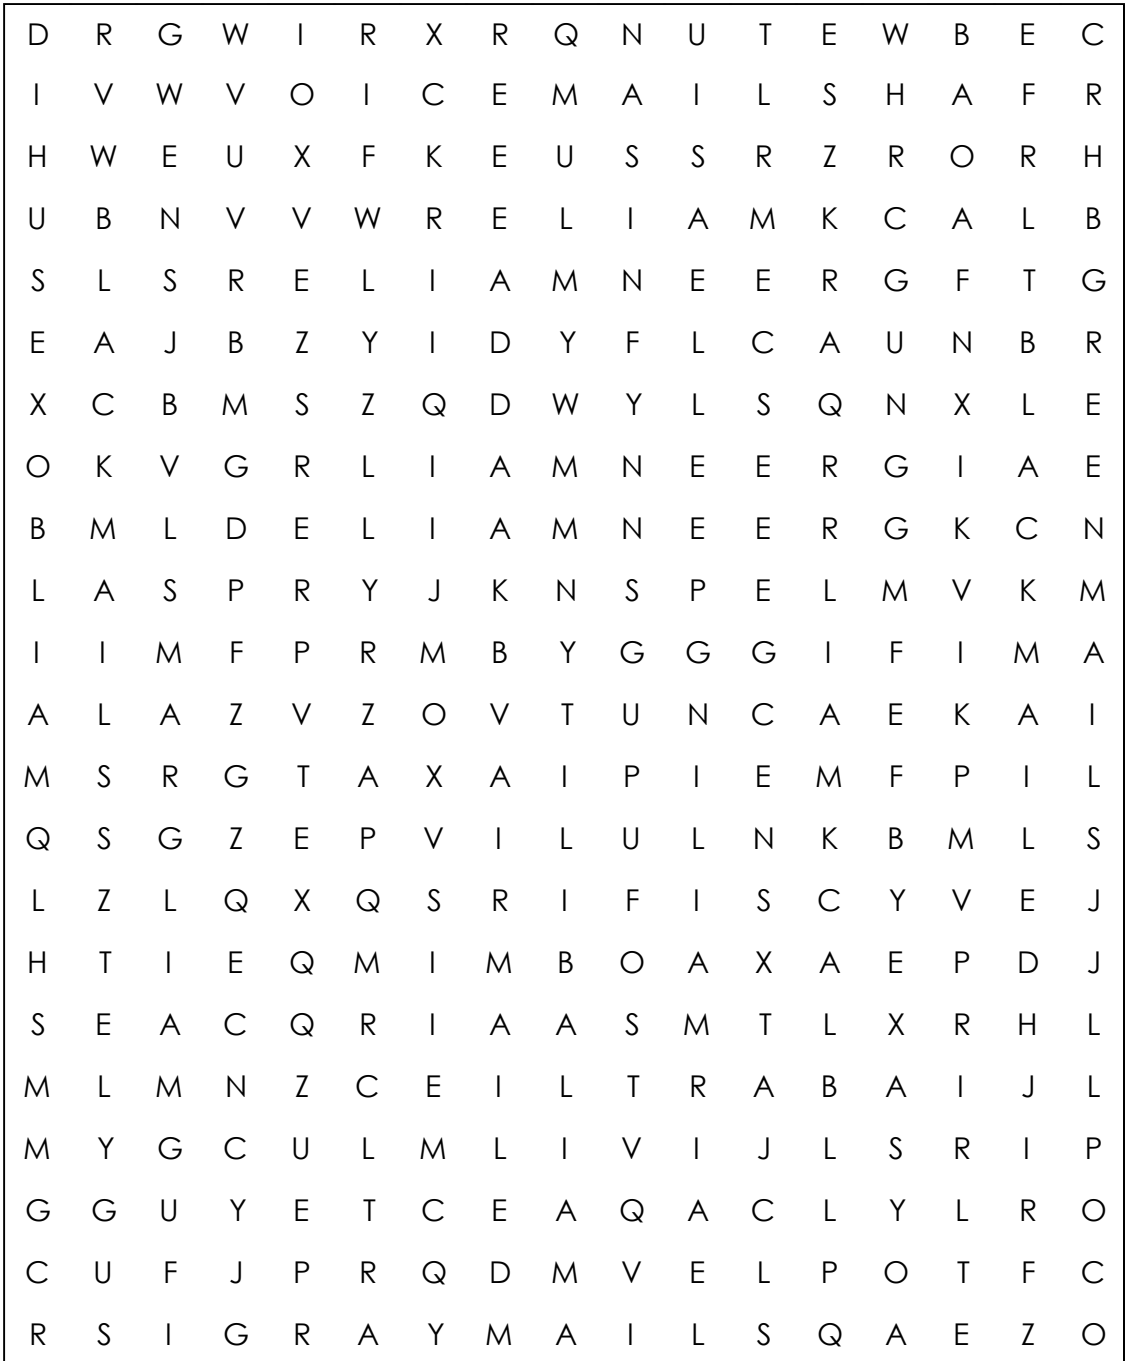 D R G W I R X R Q N U T E W B E C
I V W V O I C E M A I L S H A F R
H W E U X F K E U S S R Z R O R H
U B N V V W R E L I A M K C A L B
S L S R E L I A M N E E R G F T G
E A J B Z Y I D Y F L C A U N B R
X C B M S Z Q D W Y L S Q N X L E
O K V G R L I A M N E E R G I A E
B M L D E L I A M N E E R G K C N
L A S P R Y J K N S P E L M V K M
I I M F P R M B Y G G G I F I M A
A L A Z V Z O V T U N C A E K A I
M S R G T A X A I P I E M F P I L
Q S G Z E P V I L U L N K B M L S
L Z L Q X Q S R I F I S C Y V E J
H T I E Q M I M B O A X A E P D J
S E A C Q R I A A S M T L X R H L
M L M N Z C E I L T R A B A I J L
M Y G C U L M L I V I J L S R I P
G G U Y E T C E A Q A C L Y L R O
C U F J P R Q D M V E L P O T F C
R S I G R A Y M A I L S Q A E Z O